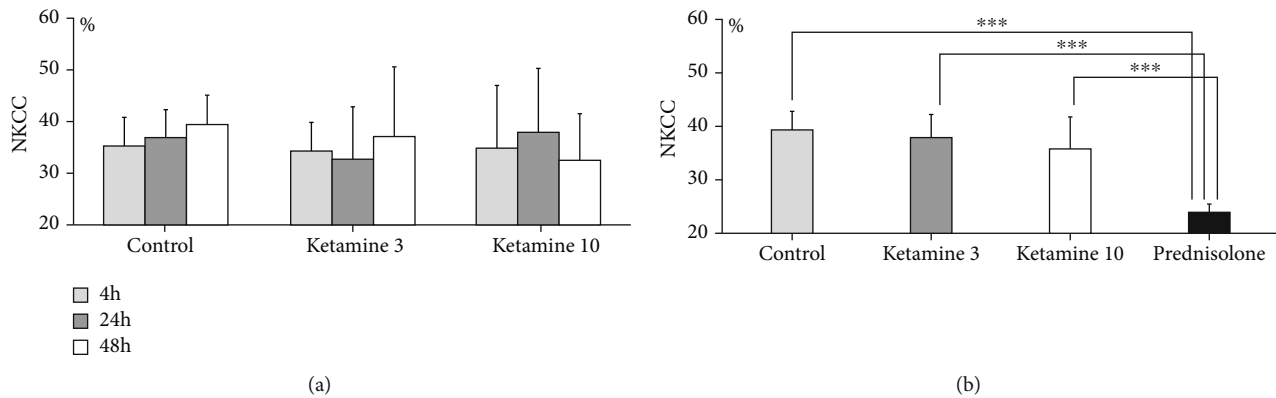 60
%
50
40
30
20
NKCC
Control
Ketamine 3
Ketamine 10
4h
24h
48h
(a)
60
%
50
40
30
20
NKCC
***
***
***
Control
Ketamine 3
Ketamine 10
Prednisolone
(b)